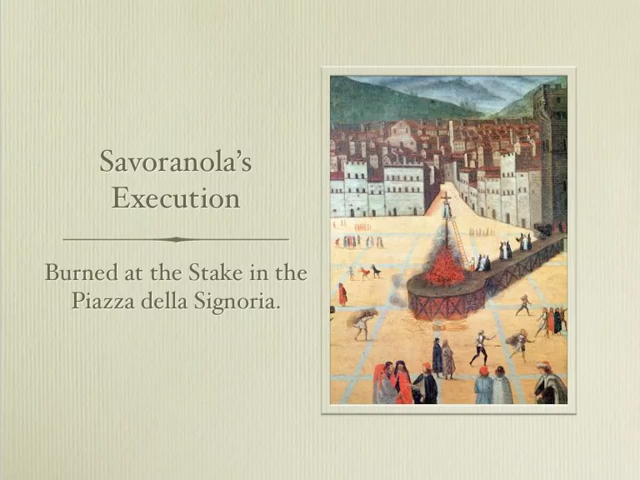 Savoranola's
Execution
Burned at the Stake in the
Piazza della Signoria.